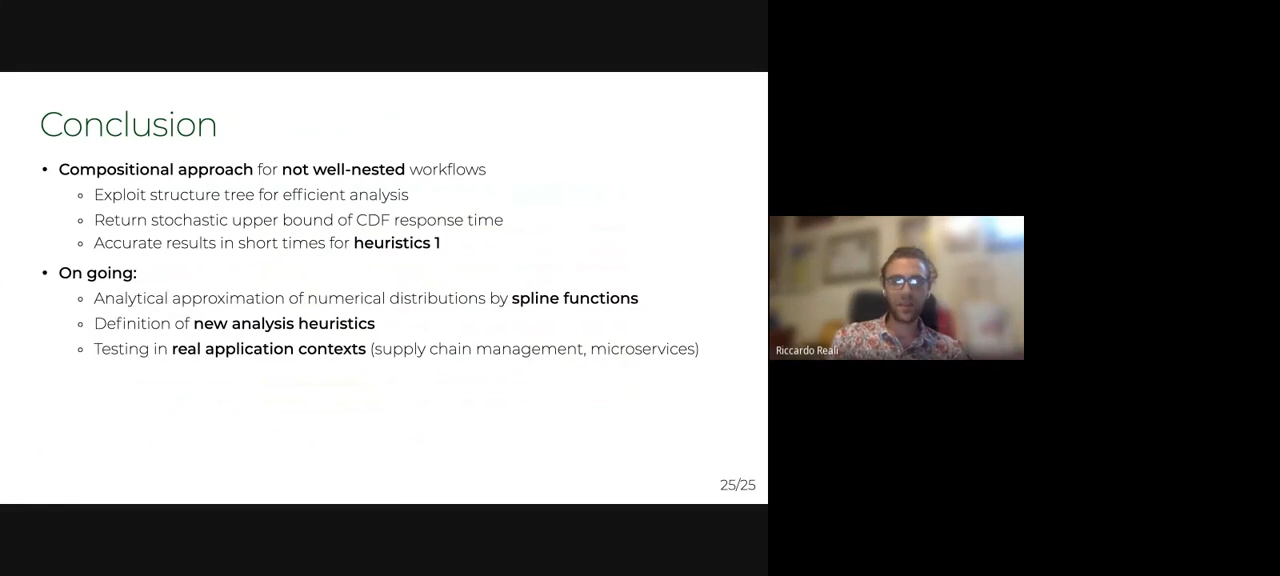 Conclusion
• Compositional approach for not well-nested workflows
◦ Exploit structure tree for efficient analysis
◦ Return stochastic upper bound of CDF response time
◦ Accurate results in short times for heuristics 1
• On going:
◦ Analytical approximation of numerical distributions by spline functions
◦ Definition of new analysis heuristics
◦ Testing in real application contexts (supply chain management, microservices)
25/25
Riccardo Reali